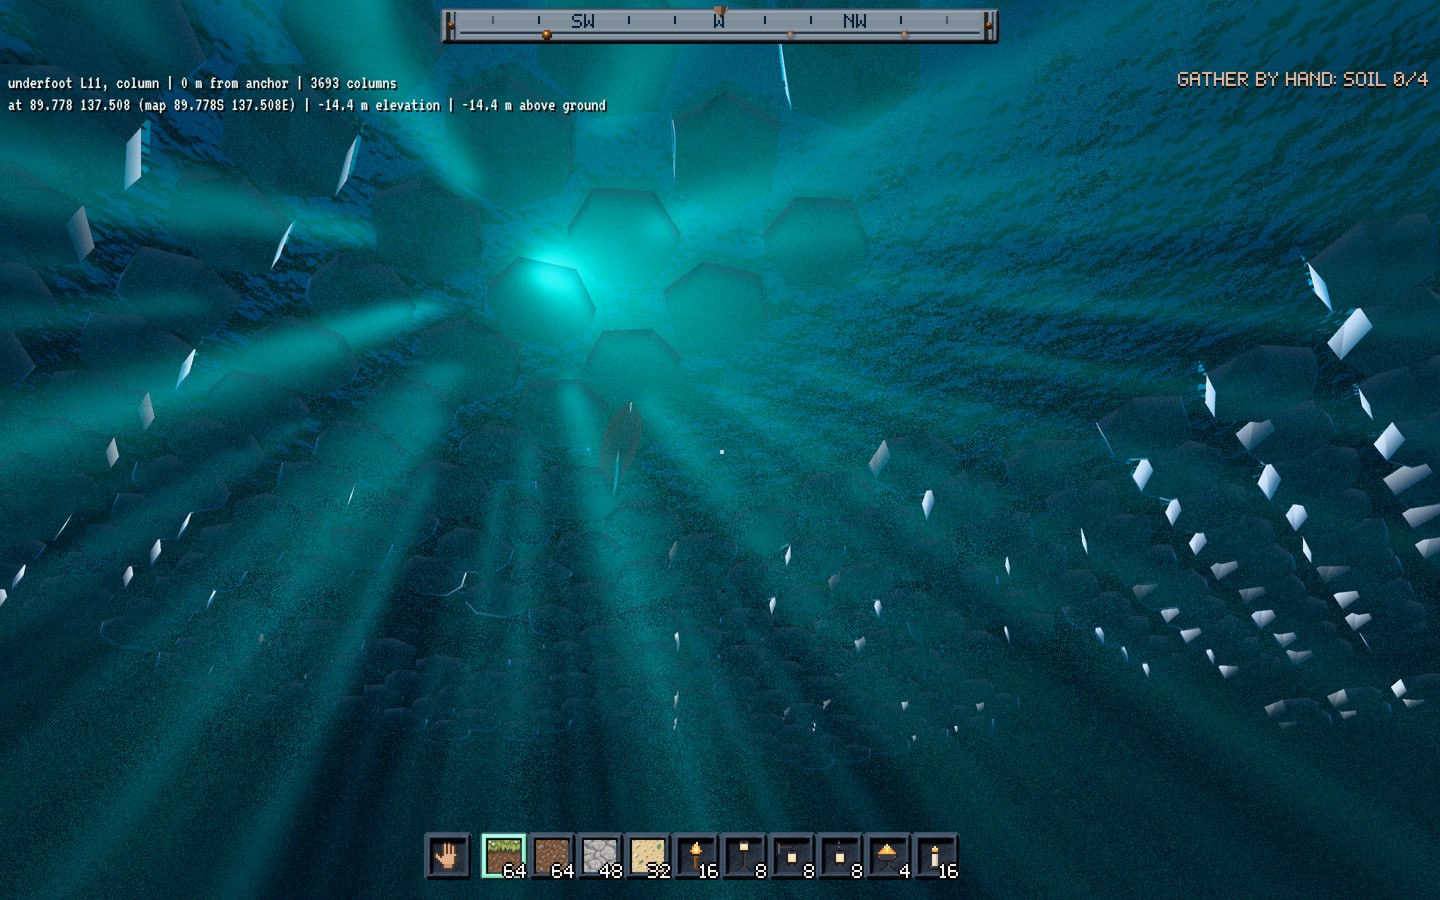 SW W NW
underfoot L11, column | 0 m from anchor | 3693 columns
GATHER BY HAND: SOIL 0/4
at 89.778 137.508 (map 89.778S 137.508E) | -14.4 m elevation | -14.4 m above ground
64 64 48 32 16 8 8 8 4 16